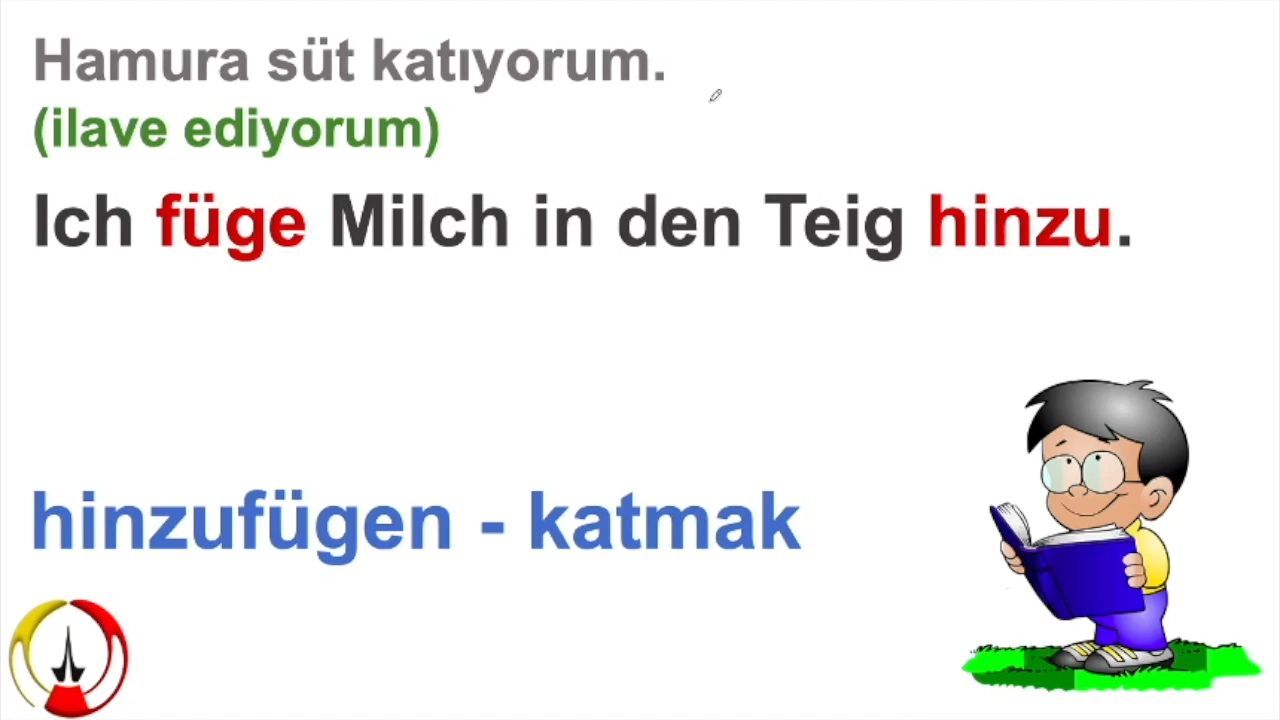 Hamura süt katıyorum.
(ilave ediyorum)
Ich füge Milch in den Teig hinzu.
hinzufügen - katmak